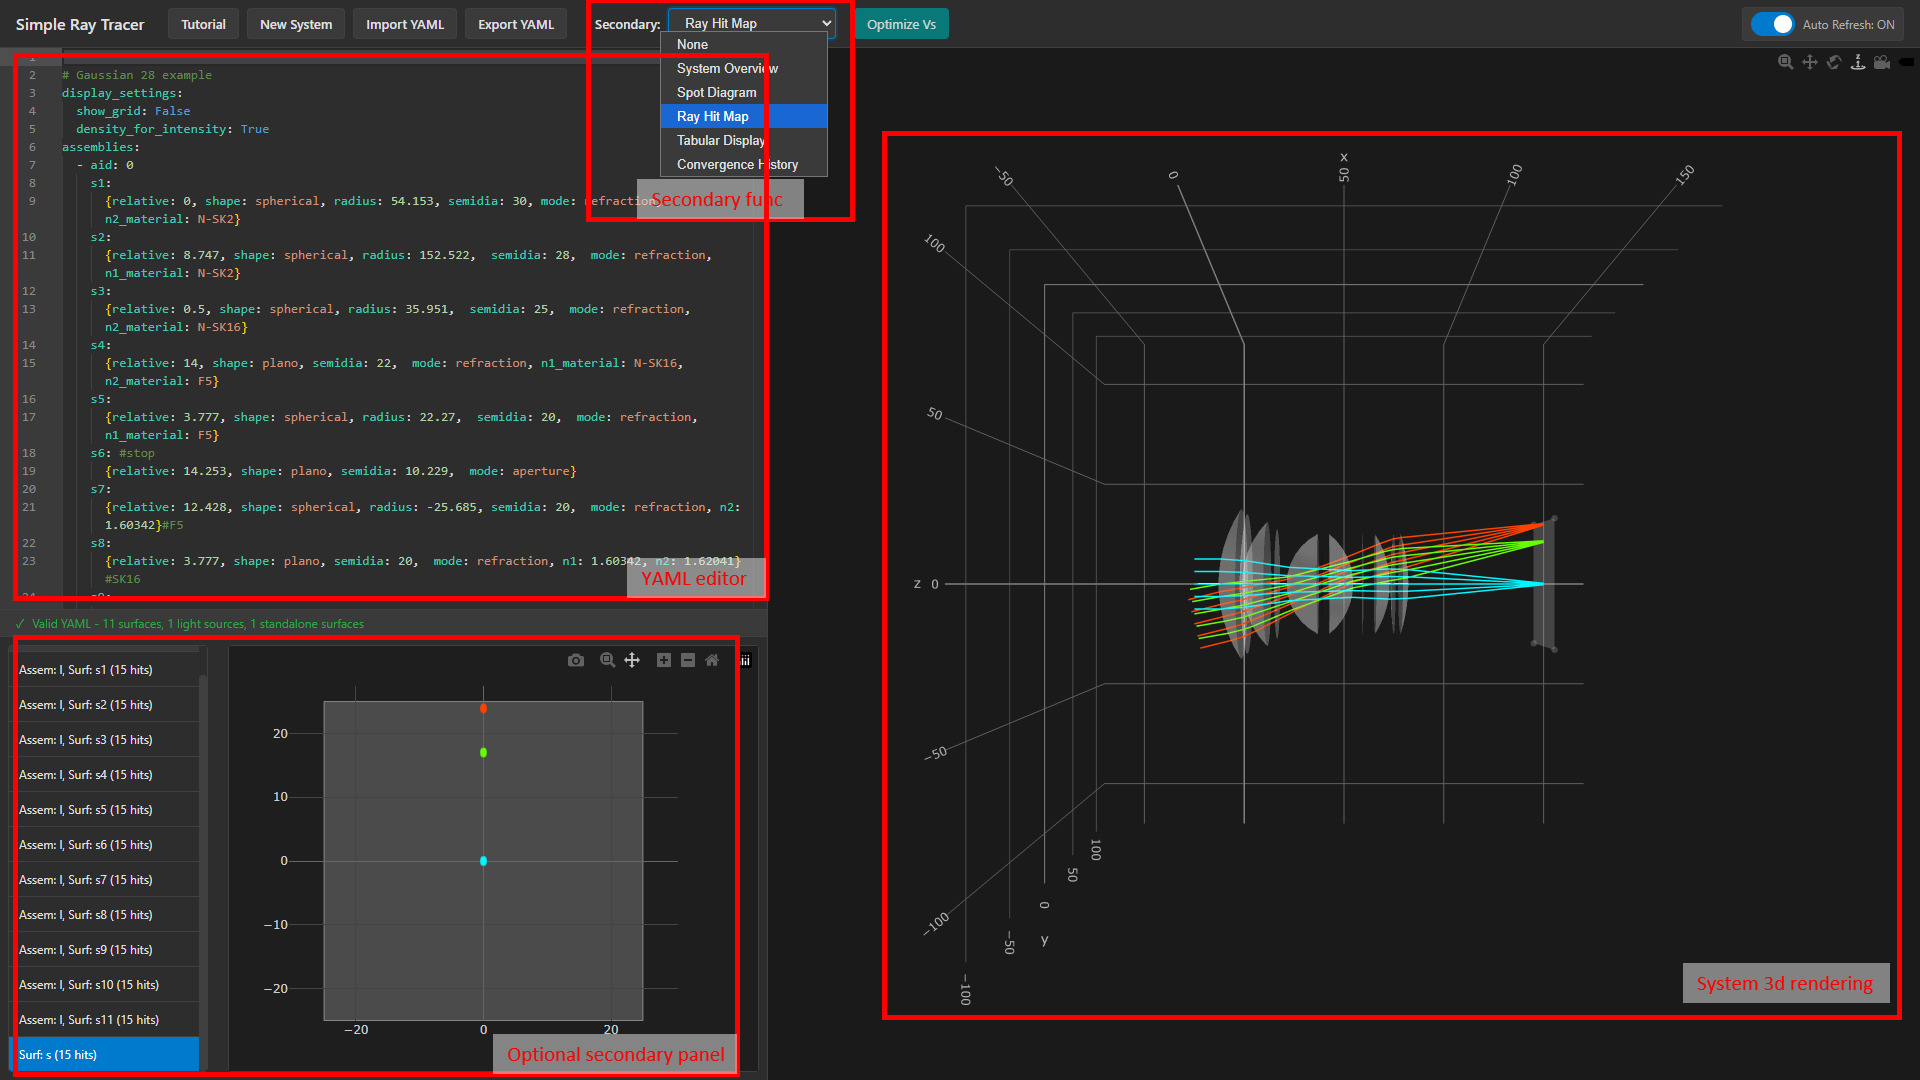 Simple Ray Tracer
Tutorial
New System
Import YAML
Export YAML
Secondary:
Ray Hit Map
Optimize Vs
Auto Refresh: ON
None
System Overview
Spot Diagram
Ray Hit Map
Tabular Display
Convergence History
Secondary func
1
2 # Gaussian 28 example
3 display_settings:
4 show_grid: False
5 density_for_intensity: True
6 assemblies:
7 - aid: 0
8 s1:
9 {relative: 0, shape: spherical, radius: 54.153, semidia: 30, mode: refraction,
n2_material: N-SK2}
10 s2:
11 {relative: 8.747, shape: spherical, radius: 152.522, semidia: 28, mode: refraction,
n1_material: N-SK2}
12 s3:
13 {relative: 0.5, shape: spherical, radius: 35.951, semidia: 25, mode: refraction,
n2_material: N-SK16}
14 s4:
15 {relative: 14, shape: plano, semidia: 22, mode: refraction, n1_material: N-SK16,
n2_material: F5}
16 s5:
17 {relative: 3.777, shape: spherical, radius: 22.27, semidia: 20, mode: refraction,
n1_material: F5}
18 s6: #stop
19 {relative: 14.253, shape: plano, semidia: 10.229, mode: aperture}
20 s7:
21 {relative: 12.428, shape: spherical, radius: -25.685, semidia: 20, mode: refraction, n2:
1.60342}#F5
22 s8:
23 {relative: 3.777, shape: plano, semidia: 20, mode: refraction, n1: 1.60342, n2: 1.62041}
#SK16
YAML editor
✓ Valid YAML - 11 surfaces, 1 light sources, 1 standalone surfaces
Assem: l, Surf: s1 (15 hits)
Assem: l, Surf: s2 (15 hits)
Assem: l, Surf: s3 (15 hits)
Assem: l, Surf: s4 (15 hits)
Assem: l, Surf: s5 (15 hits)
Assem: l, Surf: s6 (15 hits)
Assem: l, Surf: s7 (15 hits)
Assem: l, Surf: s8 (15 hits)
Assem: l, Surf: s9 (15 hits)
Assem: l, Surf: s10 (15 hits)
Assem: l, Surf: s11 (15 hits)
Surf: s (15 hits)
20
10
0
−10
−20
−20
0
20
Optional secondary panel
x
−50
0
50
100
150
100
50
z 0
−50
−100
100
50
0
−50
−100
y
System 3d rendering